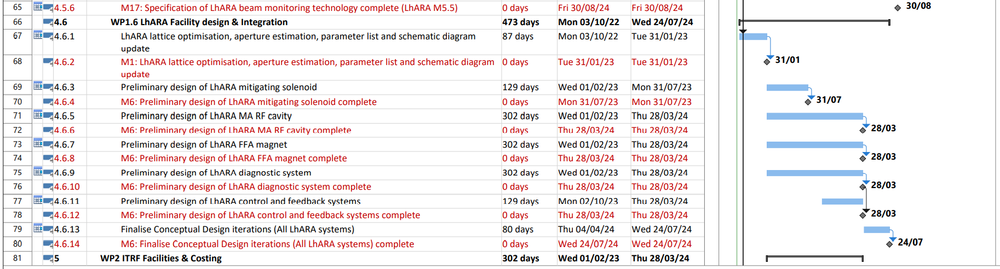 65 4.5.6 M17: Specification of LhARA beam monitoring technology complete (LhARA M5.5) 0 days Fri 30/08/24 Fri 30/08/24 30/08
66 4.6 WP1.6 LhARA Facility design & Integration 473 days Mon 03/10/22 Wed 24/07/24
67 4.6.1 LhARA lattice optimisation, aperture estimation, parameter list and schematic diagram 87 days Mon 03/10/22 Tue 31/01/23
update
68 4.6.2 M1: LhARA lattice optimisation, aperture estimation, parameter list and schematic diagram 0 days Tue 31/01/23 Tue 31/01/23 31/01
update
69 4.6.3 Preliminary design of LhARA mitigating solenoid 129 days Wed 01/02/23 Mon 31/07/23
70 4.6.4 M6: Preliminary design of LhARA mitigating solenoid complete 0 days Mon 31/07/23 Mon 31/07/23 31/07
71 4.6.5 Preliminary design of LhARA MA RF cavity 302 days Wed 01/02/23 Thu 28/03/24
72 4.6.6 M6: Preliminary design of LhARA MA RF cavity complete 0 days Thu 28/03/24 Thu 28/03/24 28/03
73 4.6.7 Preliminary design of LhARA FFA magnet 302 days Wed 01/02/23 Thu 28/03/24
74 4.6.8 M6: Preliminary design of LhARA FFA magnet complete 0 days Thu 28/03/24 Thu 28/03/24 28/03
75 4.6.9 Preliminary design of LhARA diagnostic system 302 days Wed 01/02/23 Thu 28/03/24
76 4.6.10 M6: Preliminary design of LhARA diagnostic system complete 0 days Thu 28/03/24 Thu 28/03/24 28/03
77 4.6.11 Preliminary design of LhARA control and feedback systems 129 days Mon 02/10/23 Thu 28/03/24
78 4.6.12 M6: Preliminary design of LhARA control and feedback systems complete 0 days Thu 28/03/24 Thu 28/03/24 28/03
79 4.6.13 Finalise Conceptual Design iterations (All LhARA systems) 80 days Thu 04/04/24 Wed 24/07/24
80 4.6.14 M6: Finalise Conceptual Design iterations (All LhARA systems) complete 0 days Wed 24/07/24 Wed 24/07/24 24/07
81 5 WP2 ITRF Facilities & Costing 302 days Wed 01/02/23 Thu 28/03/24